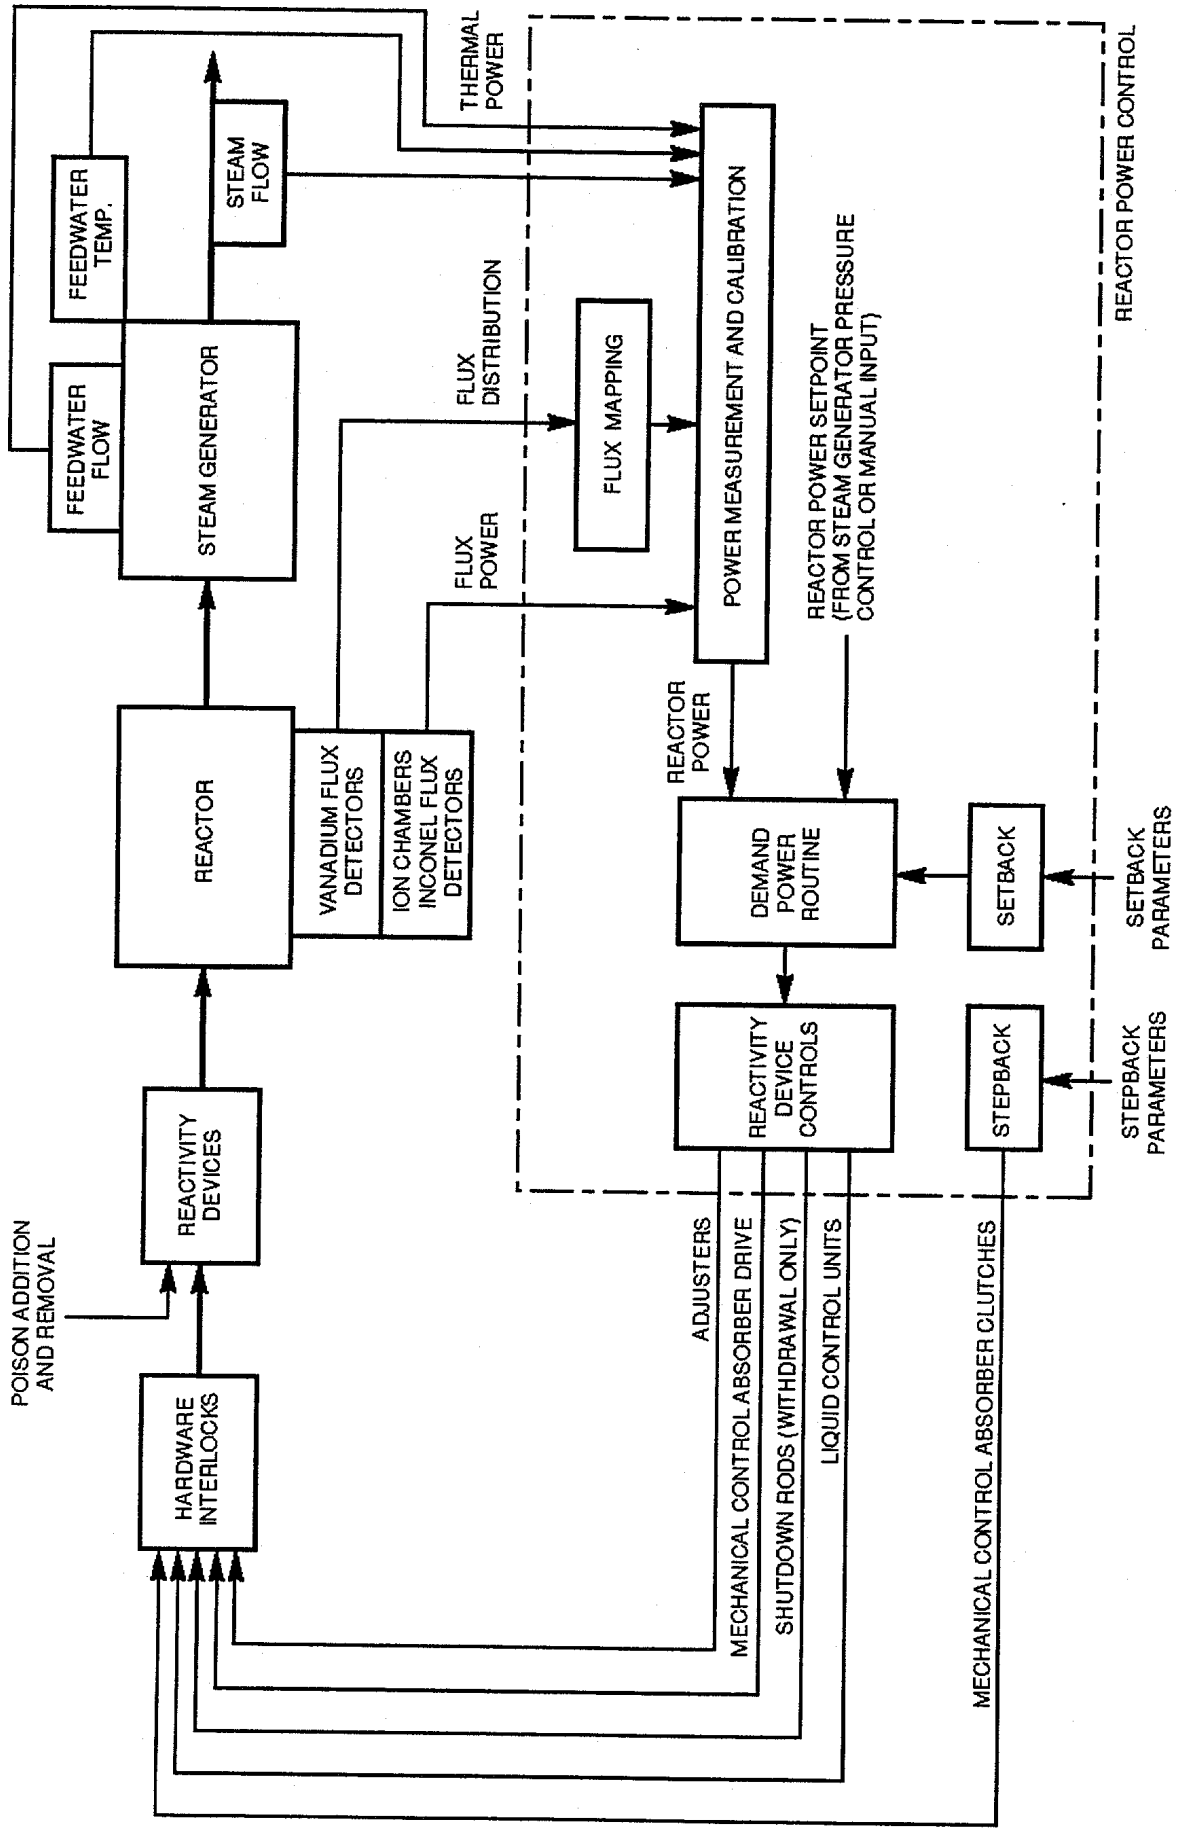 POISON ADDITION
AND REMOVAL
HARDWARE
INTERLOCKS
REACTIVITY
DEVICES
REACTOR
VANADIUM FLUX
DETECTORS
ION CHAMBERS
INCONEL FLUX
DETECTORS
STEAM GENERATOR
FEEDWATER
FLOW
FEEDWATER
TEMP.
STEAM
FLOW
THERMAL
POWER
FLUX
DISTRIBUTION
FLUX
POWER
FLUX MAPPING
POWER MEASUREMENT AND CALIBRATION
REACTOR
POWER
REACTOR POWER SETPOINT
(FROM STEAM GENERATOR PRESSURE
CONTROL OR MANUAL INPUT)
DEMAND
POWER
ROUTINE
REACTIVITY
DEVICE
CONTROLS
SETBACK
STEPBACK
SETBACK
PARAMETERS
STEPBACK
PARAMETERS
ADJUSTERS
MECHANICAL CONTROL ABSORBER DRIVE
SHUTDOWN RODS (WITHDRAWAL ONLY)
LIQUID CONTROL UNITS
MECHANICAL CONTROL ABSORBER CLUTCHES
REACTOR POWER CONTROL